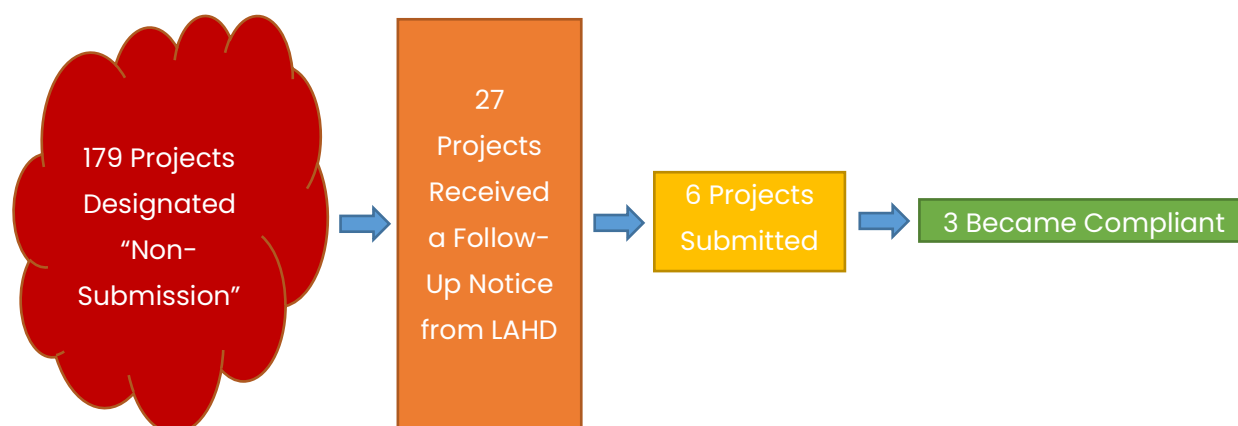 179 Projects
Designated
“Non-
Submission”
27
Projects
Received
a Follow-
Up Notice
from LAHD
6 Projects
Submitted
3 Became Compliant